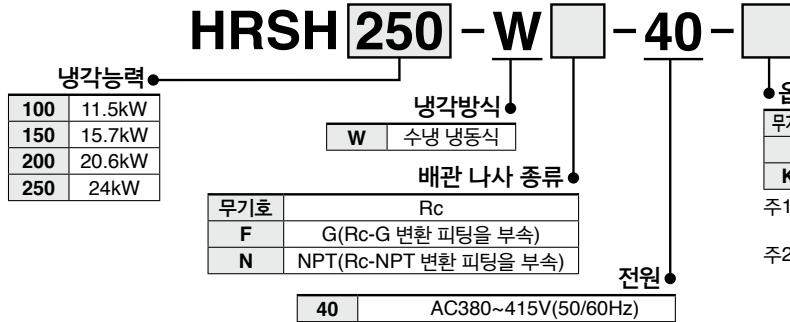 HRSH 250 - W - 40 -
냉각능력
100 11.5kW
150 15.7kW
200 20.6kW
250 24kW
냉각방식
W 수냉 냉동식
배관 나사 종류
무기호 Rc
F G(Rc-G 변환 피팅을 부속)
N NPT(Rc-NPT 변환 피팅을 부속)
전원
40 AC380~415V(50/60Hz)
주1
주2